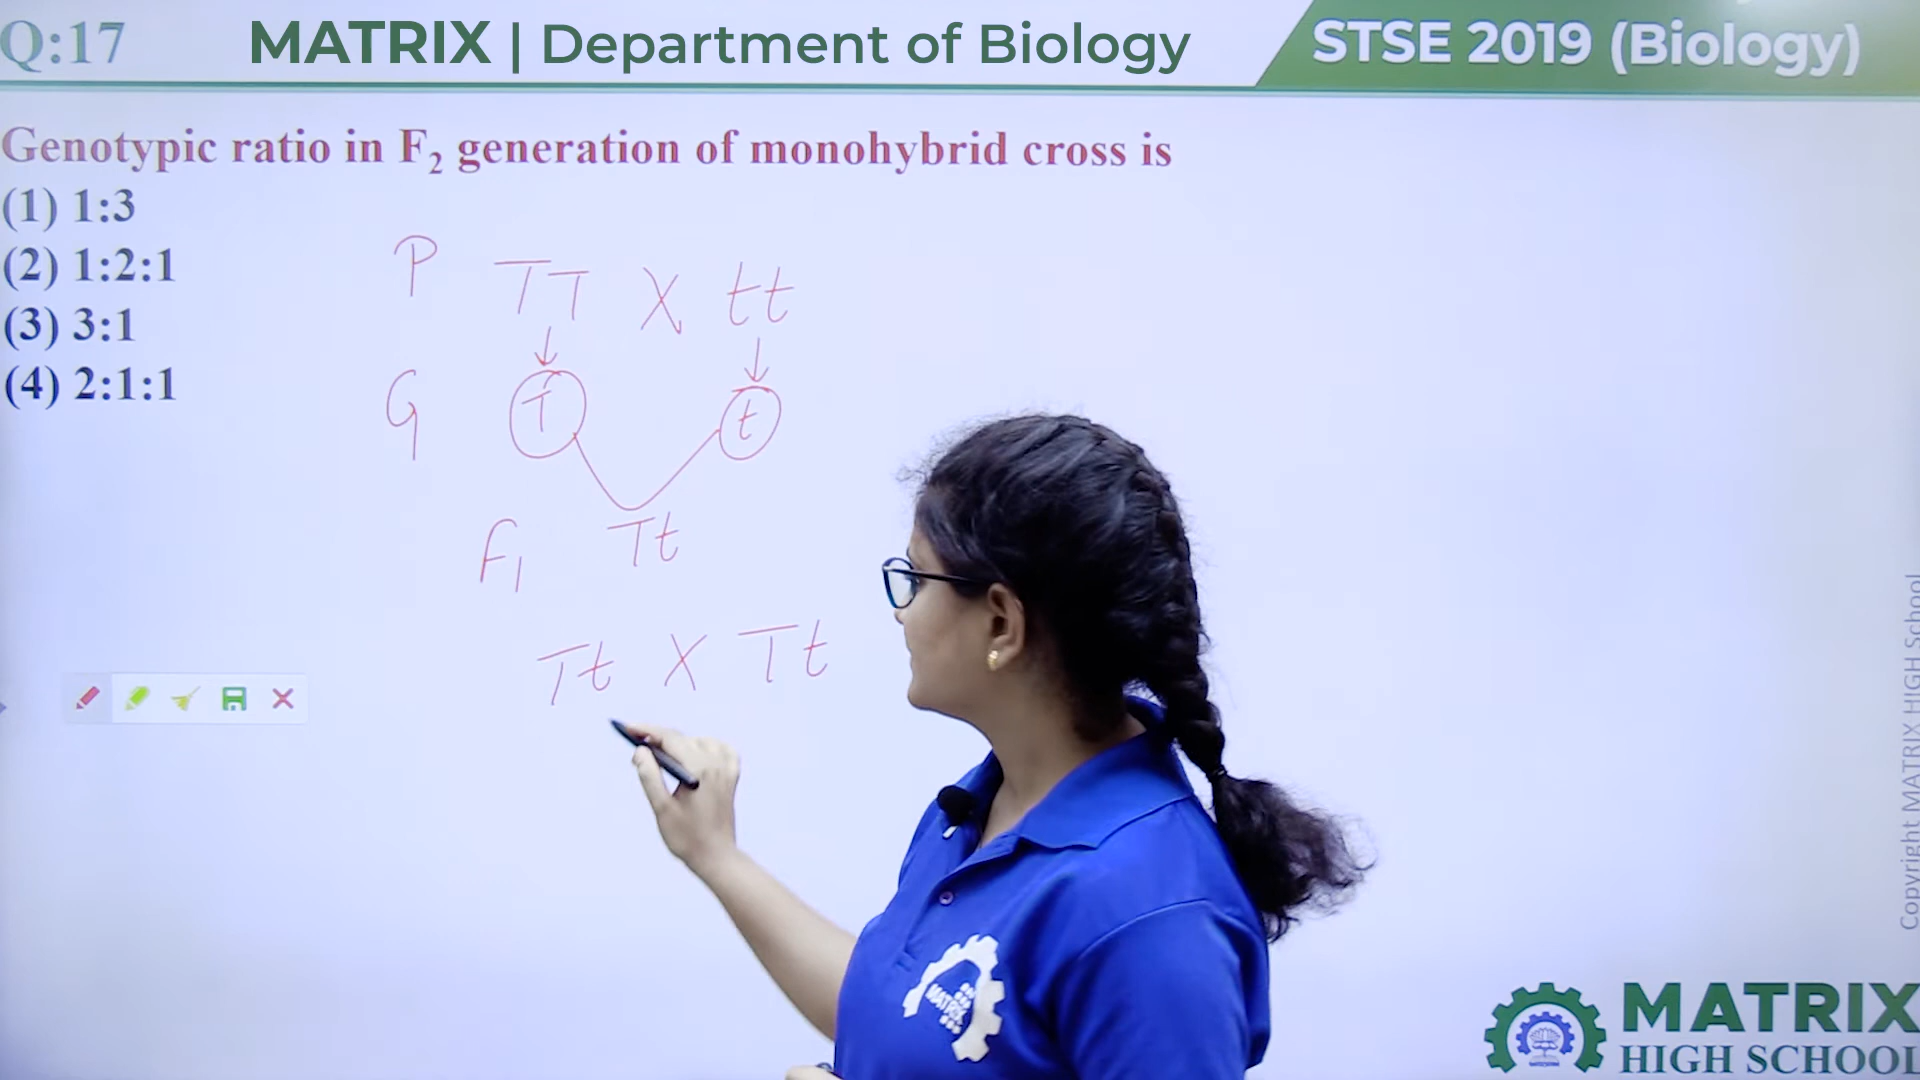 Q:17
MATRIX | Department of Biology
STSE 2019 (Biology)
Genotypic ratio in F₂ generation of monohybrid cross is
(1) 1:3
(2) 1:2:1
(3) 3:1
(4) 2:1:1
P TT X tt
G T t
F₁ Tt
Tt X Tt
Copyright MATRIX HIGH School
MATRIX
MATRIX
HIGH SCHOOL